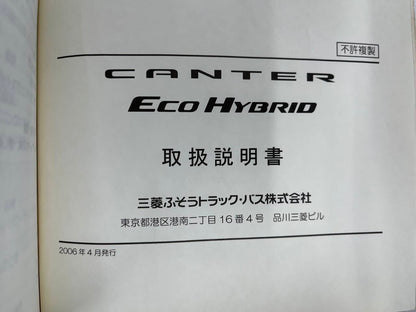 不許複製
CANTER
ECO HYBRID
取扱説明書
三菱ふそうトラック・バス株式会社
東京都港区港南二丁目16番4号 品川三菱ビル
2006年4月発行